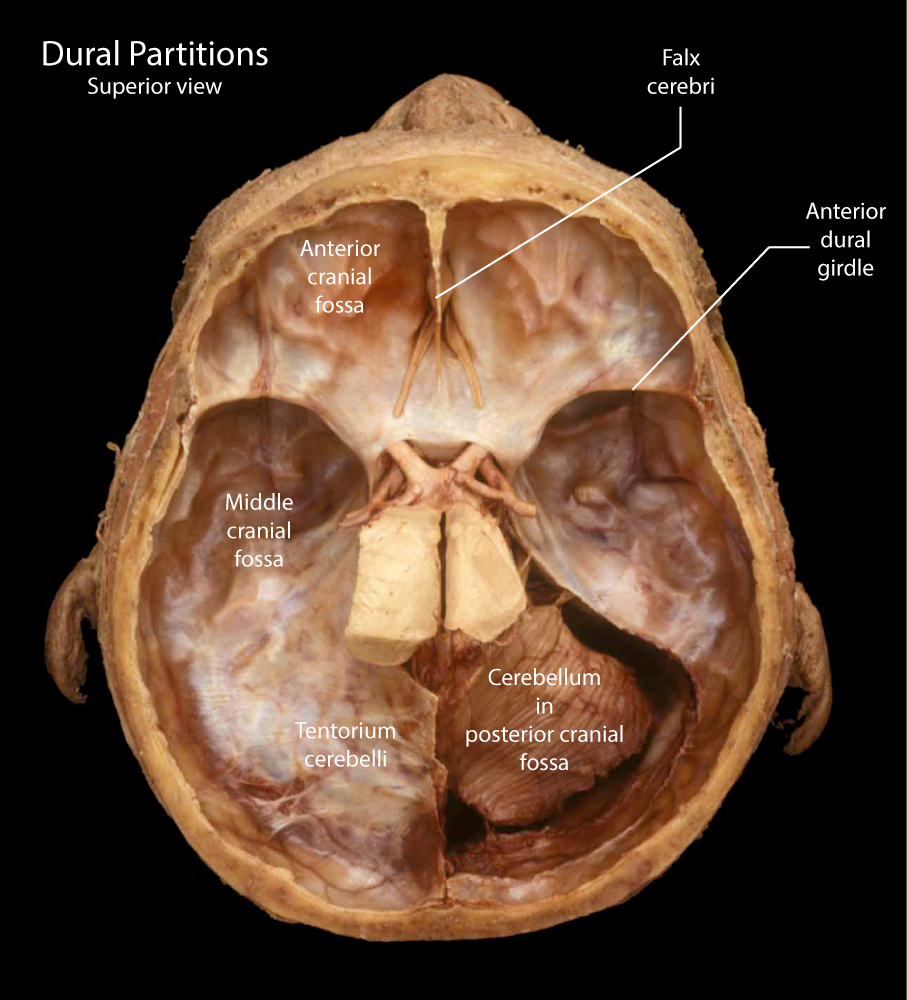 Dural Partitions
Superior view
Falx
cerebri
Anterior
dural
girdle
Anterior
cranial
fossa
Middle
cranial
fossa
Cerebellum
in
posterior cranial
fossa
Tentorium
cerebelli